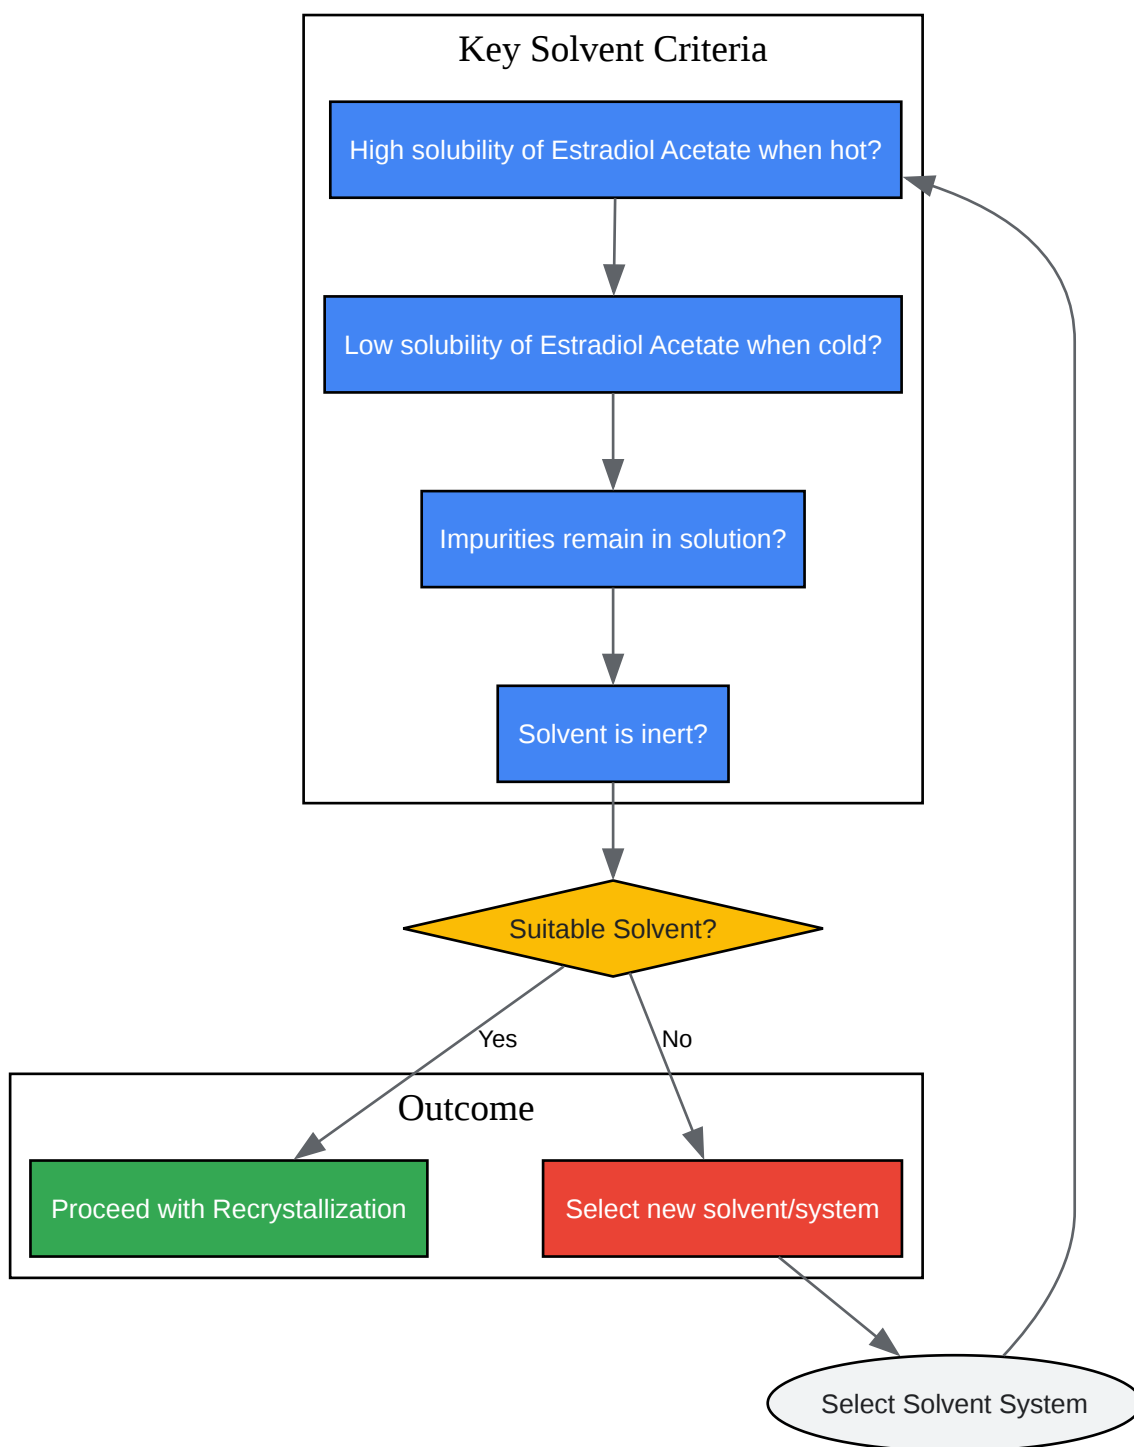 Key Solvent Criteria
High solubility of Estradiol Acetate when hot?
Low solubility of Estradiol Acetate when cold?
Impurities remain in solution?
Solvent is inert?
Suitable Solvent?
Yes
No
Outcome
Proceed with Recrystallization
Select new solvent/system
Select Solvent System